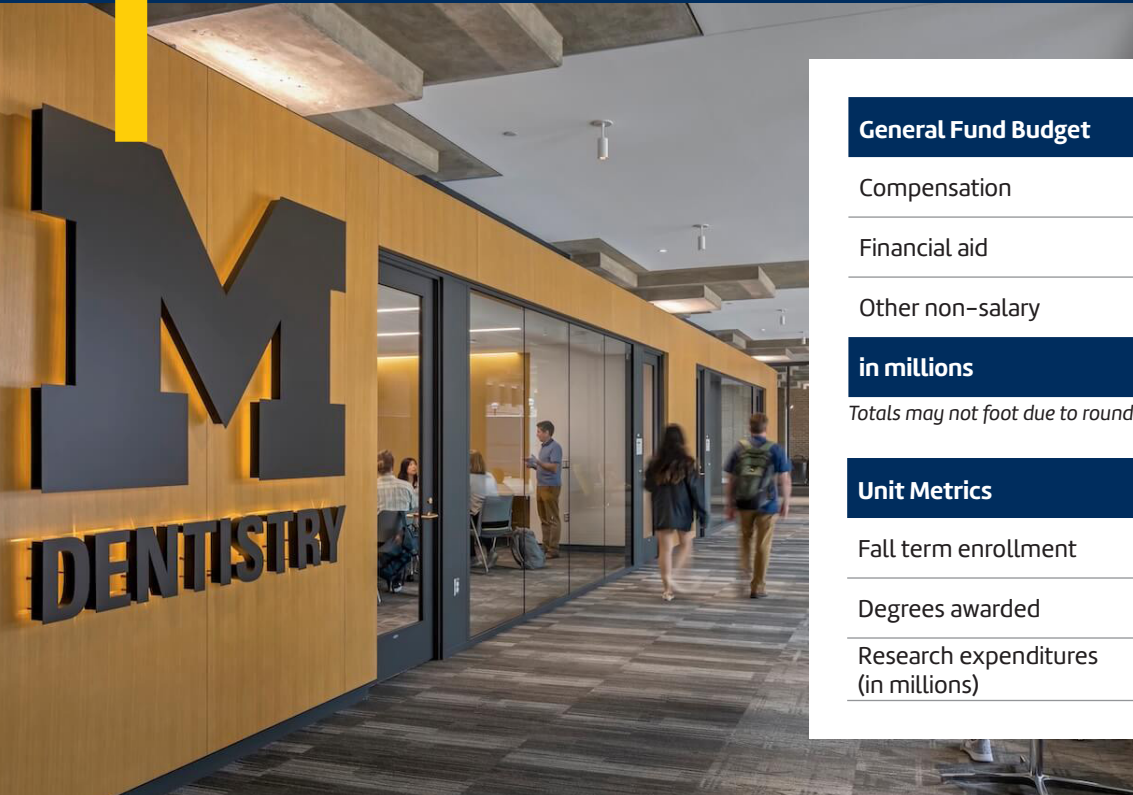 M
DENTISTRY
General Fund Budget
Compensation
Financial aid
Other non-salary
in millions
Totals may not foot due to round
Unit Metrics
Fall term enrollment
Degrees awarded
Research expenditures
(in millions)